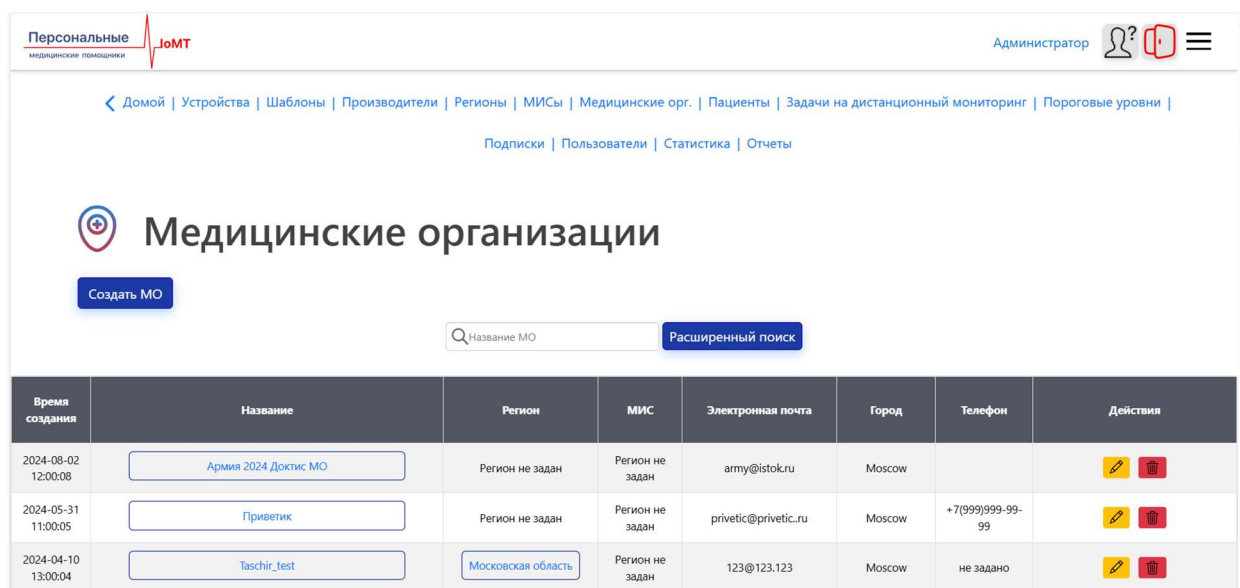 Персональные
медицинские помощники
IoMT
Администратор
?
Домой | Устройства | Шаблоны | Производители | Регионы | МИСы | Медицинские орг. | Пациенты | Задачи на дистанционный мониторинг | Пороговые уровни |
Подписки | Пользователи | Статистика | Отчеты
Медицинские организации
Создать МО
Название МО
Расширенный поиск
Время создания Название Регион МИС Электронная почта Город Телефон Действия
2024-08-02 12:00:08 Армия 2024 Доктис МО Регион не задан Регион не задан army@istok.ru Moscow
2024-05-31 11:00:05 Приветик Регион не задан Регион не задан privetic@privetic,.ru Moscow +7(999)999-99-99
2024-04-10 13:00:04 Taschir_test Московская область Регион не задан 123@123.123 Moscow не задано